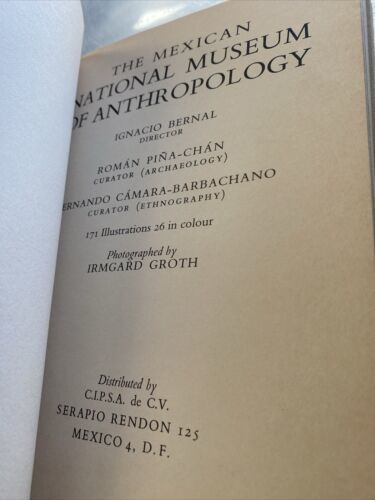 THE MEXICAN
NATIONAL MUSEUM
OF ANTHROPOLOGY
IGNACIO BERNAL
DIRECTOR
ROMÁN PIÑA-CHÁN
CURATOR (ARCHAEOLOGY)
FERNANDO CÁMARA-BARBACHANO
CURATOR (ETHNOGRAPHY)
171 Illustrations 26 in colour
Photographed by
IRMGARD GROTH
Distributed by
C.I.P.S.A. de C.V.
SERAPIO RENDON 125
MEXICO 4, D.F.